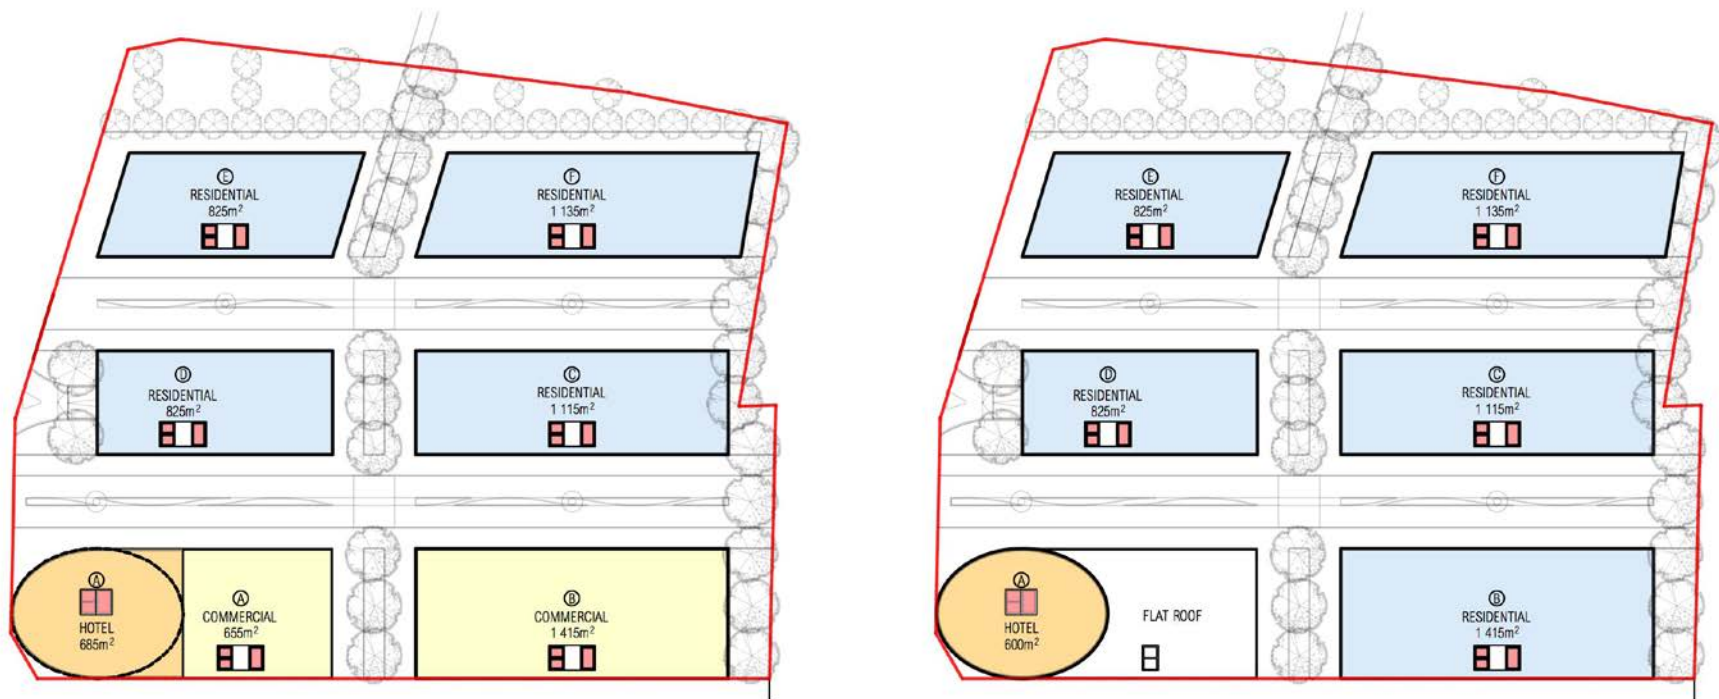 E
RESIDENTIAL
825m²
F
RESIDENTIAL
1 135m²
D
RESIDENTIAL
825m²
C
RESIDENTIAL
1 115m²
A
HOTEL
685m²
A
COMMERCIAL
655m²
B
COMMERCIAL
1 415m²
E
RESIDENTIAL
825m²
F
RESIDENTIAL
1 135m²
D
RESIDENTIAL
825m²
C
RESIDENTIAL
1 115m²
A
HOTEL
600m²
FLAT ROOF
B
RESIDENTIAL
1 415m²